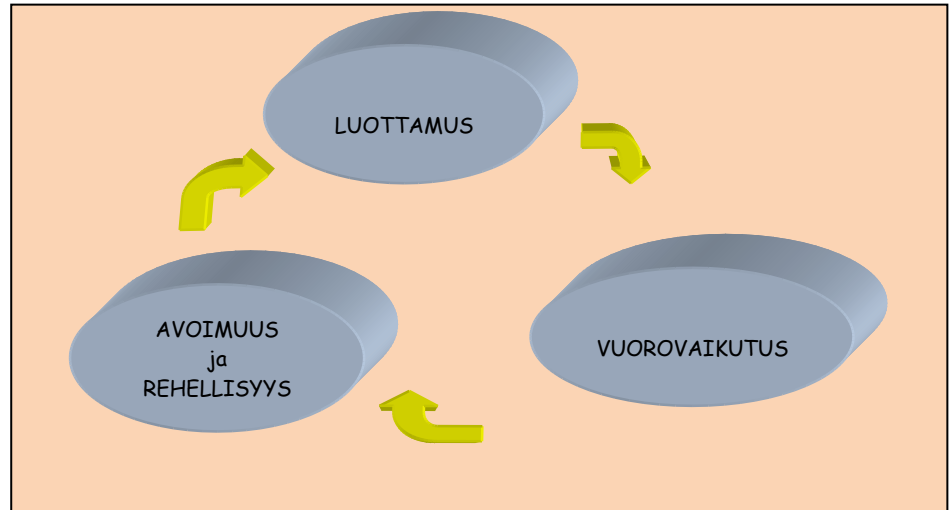 LUOTTAMUS
AVOIMUUS
ja
REHELLISYYS
VUOROVAIKUTUS